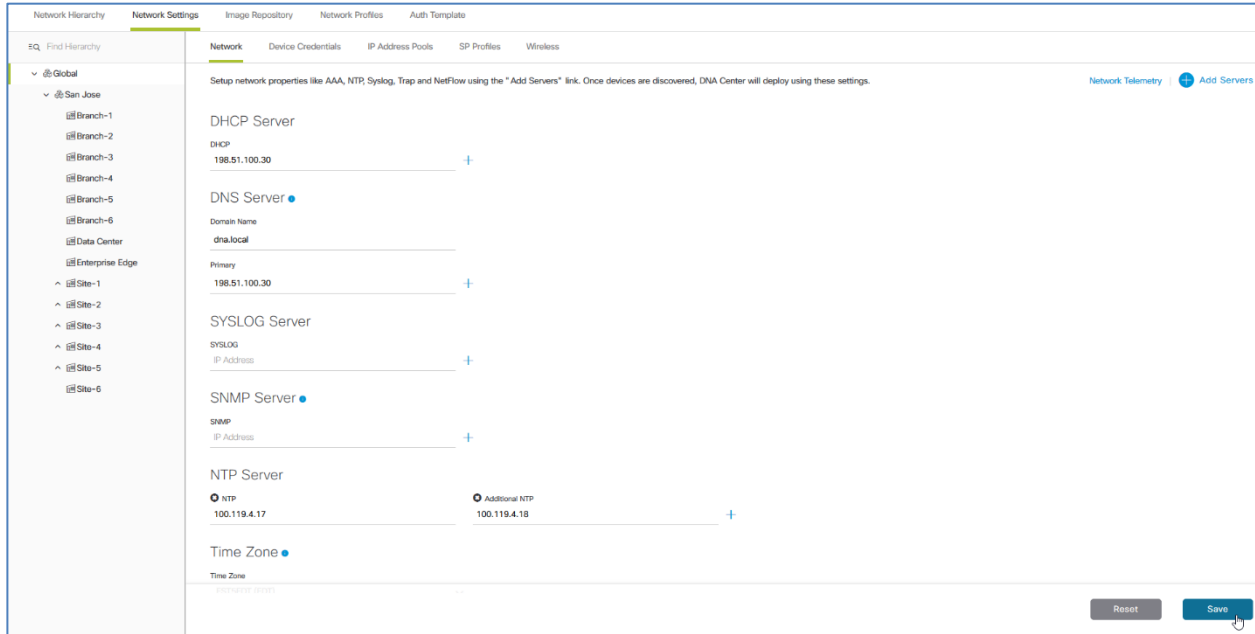 Network Hierarchy Network Settings Image Repository Network Profiles Auth Template
Find Hierarchy
Global
San Jose
Branch-1
Branch-2
Branch-3
Branch-4
Branch-5
Branch-6
Data Center
Enterprise Edge
Site-1
Site-2
Site-3
Site-4
Site-5
Site-6
Network Device Credentials IP Address Pools SP Profiles Wireless
Setup network properties like AAA, NTP, Syslog, Trap and NetFlow using the "Add Servers" link. Once devices are discovered, DNA Center will deploy using these settings.
Network Telemetry Add Servers
DHCP Server
DHCP
198.51.100.30
DNS Server
Domain Name
dna.local
Primary
198.51.100.30
SYSLOG Server
SYSLOG
IP Address
SNMP Server
SNMP
IP Address
NTP Server
NTP Additional NTP
100.119.4.17 100.119.4.18
Time Zone
Time Zone
Reset Save